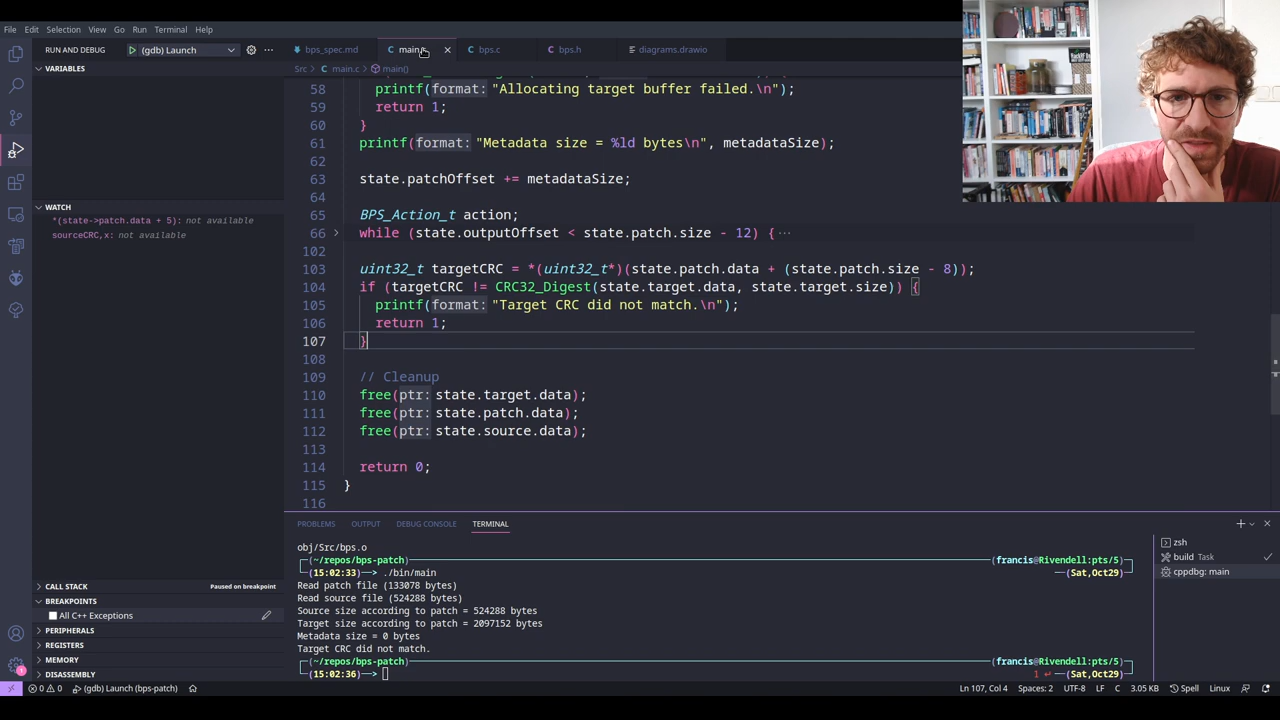 File Edit Selection View Go Run Terminal Help
RUN AND DEBUG (gdb) Launch
bps_spec.md
C main.c
C bps.c
C bps.h
diagrams.drawio
VARIABLES
Src > C main.c > main()
58 printf(format: "Allocating target buffer failed.\n");
59 return 1;
60 }
61 printf(format: "Metadata size = %ld bytes\n", metadataSize);
62
63 state.patchOffset += metadataSize;
64
65 BPS_Action_t action;
66 while (state.outputOffset < state.patch.size - 12) { ...
102
103 uint32_t targetCRC = *(uint32_t*)(state.patch.data + (state.patch.size - 8));
104 if (targetCRC != CRC32_Digest(state.target.data, state.target.size)) {
105 printf(format: "Target CRC did not match.\n");
106 return 1;
107 }
108
109 // Cleanup
110 free(ptr: state.target.data);
111 free(ptr: state.patch.data);
112 free(ptr: state.source.data);
113
114 return 0;
115 }
116
WATCH
*(state->patch.data + 5): not available
sourceCRC,x: not available
CALL STACK Paused on breakpoint
BREAKPOINTS
All C++ Exceptions
PERIPHERALS
REGISTERS
MEMORY
DISASSEMBLY
PROBLEMS OUTPUT DEBUG CONSOLE TERMINAL
obj/Src/bps.o
(~/repos/bps-patch) (francis@Rivendell:pts/5)
(15:02:33)—> ./bin/main (Sat,Oct29)
Read patch file (133078 bytes)
Read source file (524288 bytes)
Source size according to patch = 524288 bytes
Target size according to patch = 2097152 bytes
Metadata size = 0 bytes
Target CRC did not match.
(~/repos/bps-patch) (francis@Rivendell:pts/5)
(15:02:36)—> 1 ↵ (Sat,Oct29)
zsh
build Task
cppdbg: main
0 0 (gdb) Launch (bps-patch) Ln 107, Col 4 Spaces: 2 UTF-8 LF C 3.05 KB Spell Linux